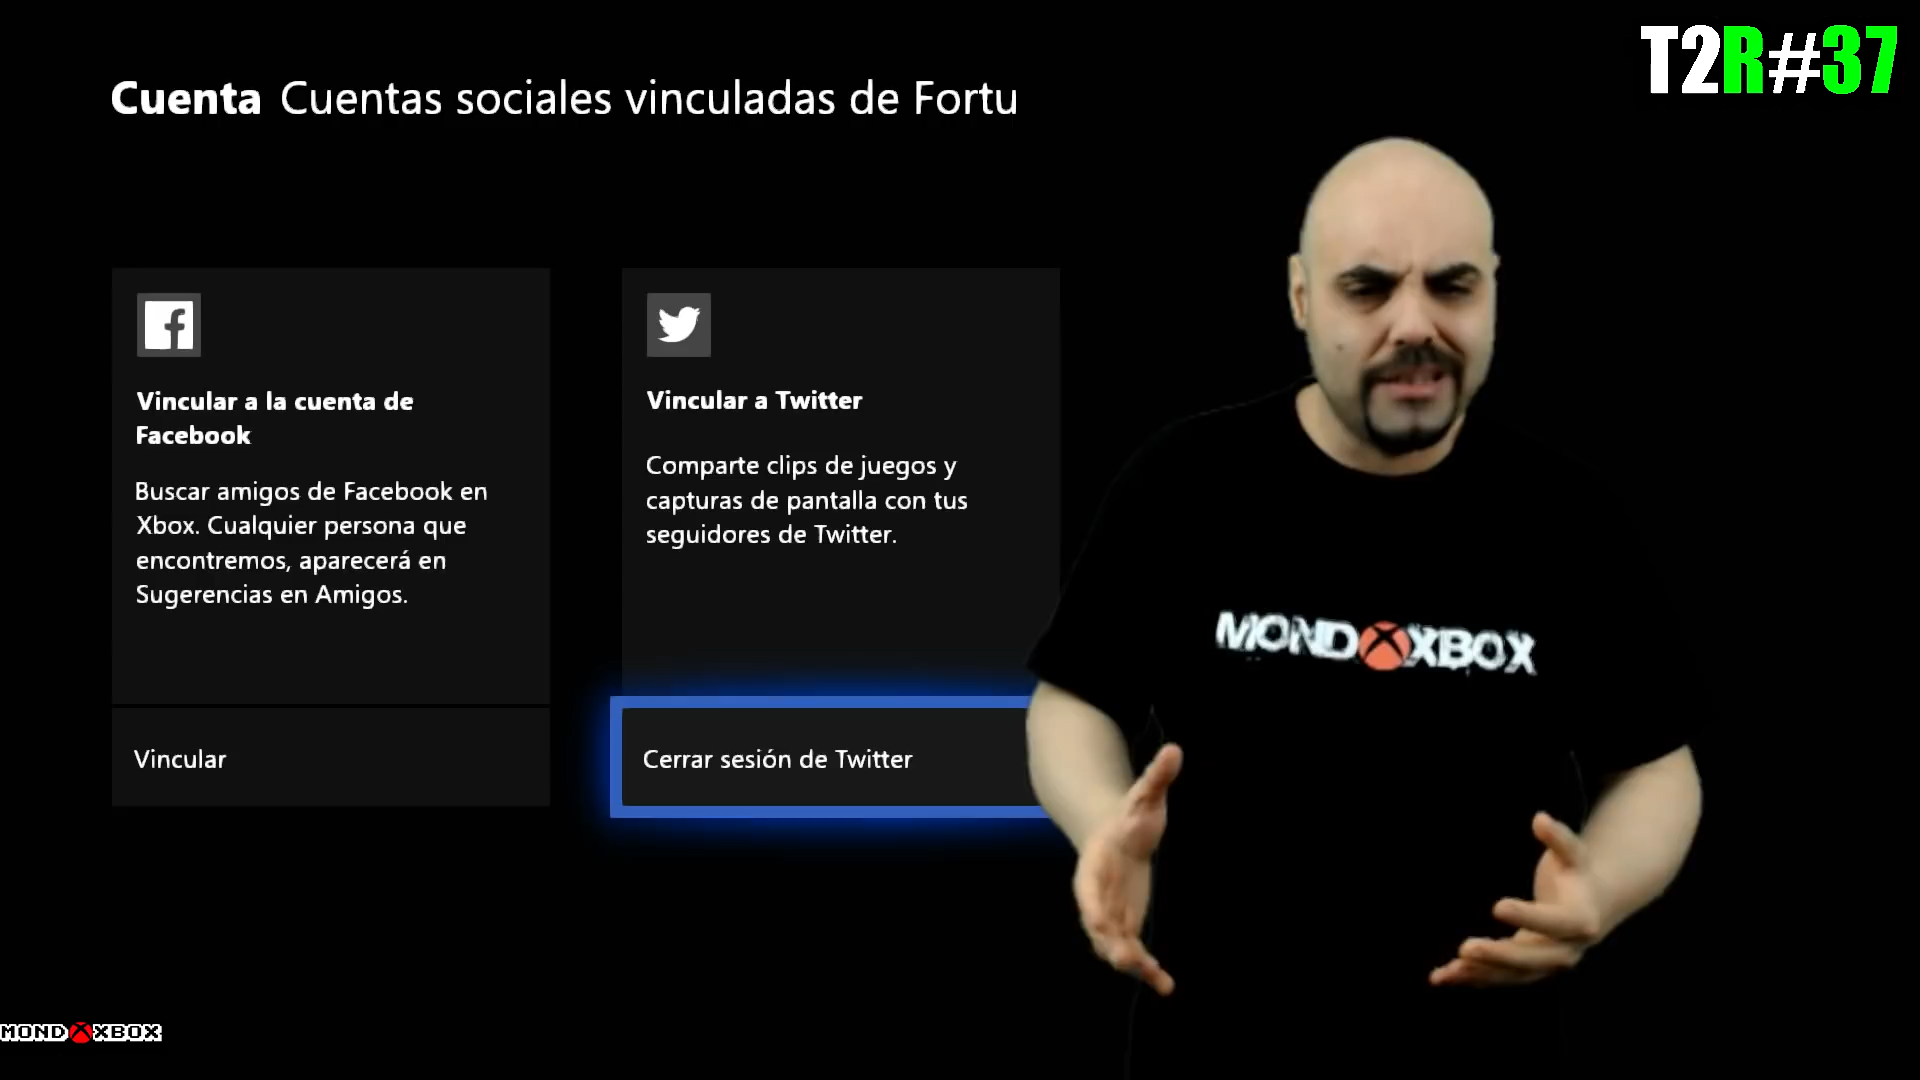 T2R#37
Cuenta Cuentas sociales vinculadas de Fortu
Vincular a la cuenta de
Facebook
Buscar amigos de Facebook en
Xbox. Cualquier persona que
encontremos, aparecerá en
Sugerencias en Amigos.
Vincular
Vincular a Twitter
Comparte clips de juegos y
capturas de pantalla con tus
seguidores de Twitter.
Cerrar sesión de Twitter
MONDOXBOX
MONDOXBOX